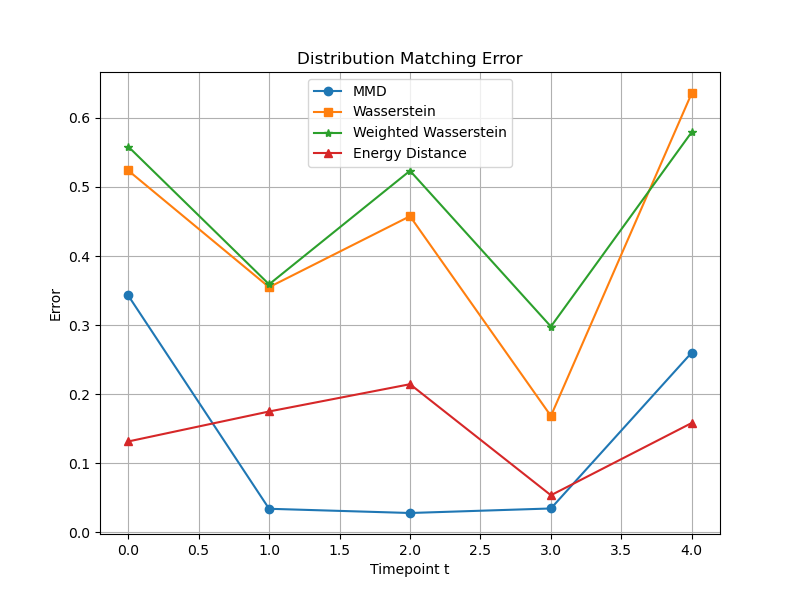 Distribution Matching Error
MMD
Wasserstein
Weighted Wasserstein
Energy Distance
Error
0.6
0.5
0.4
0.3
0.2
0.1
0.0
0.0 0.5 1.0 1.5 2.0 2.5 3.0 3.5 4.0
Timepoint t